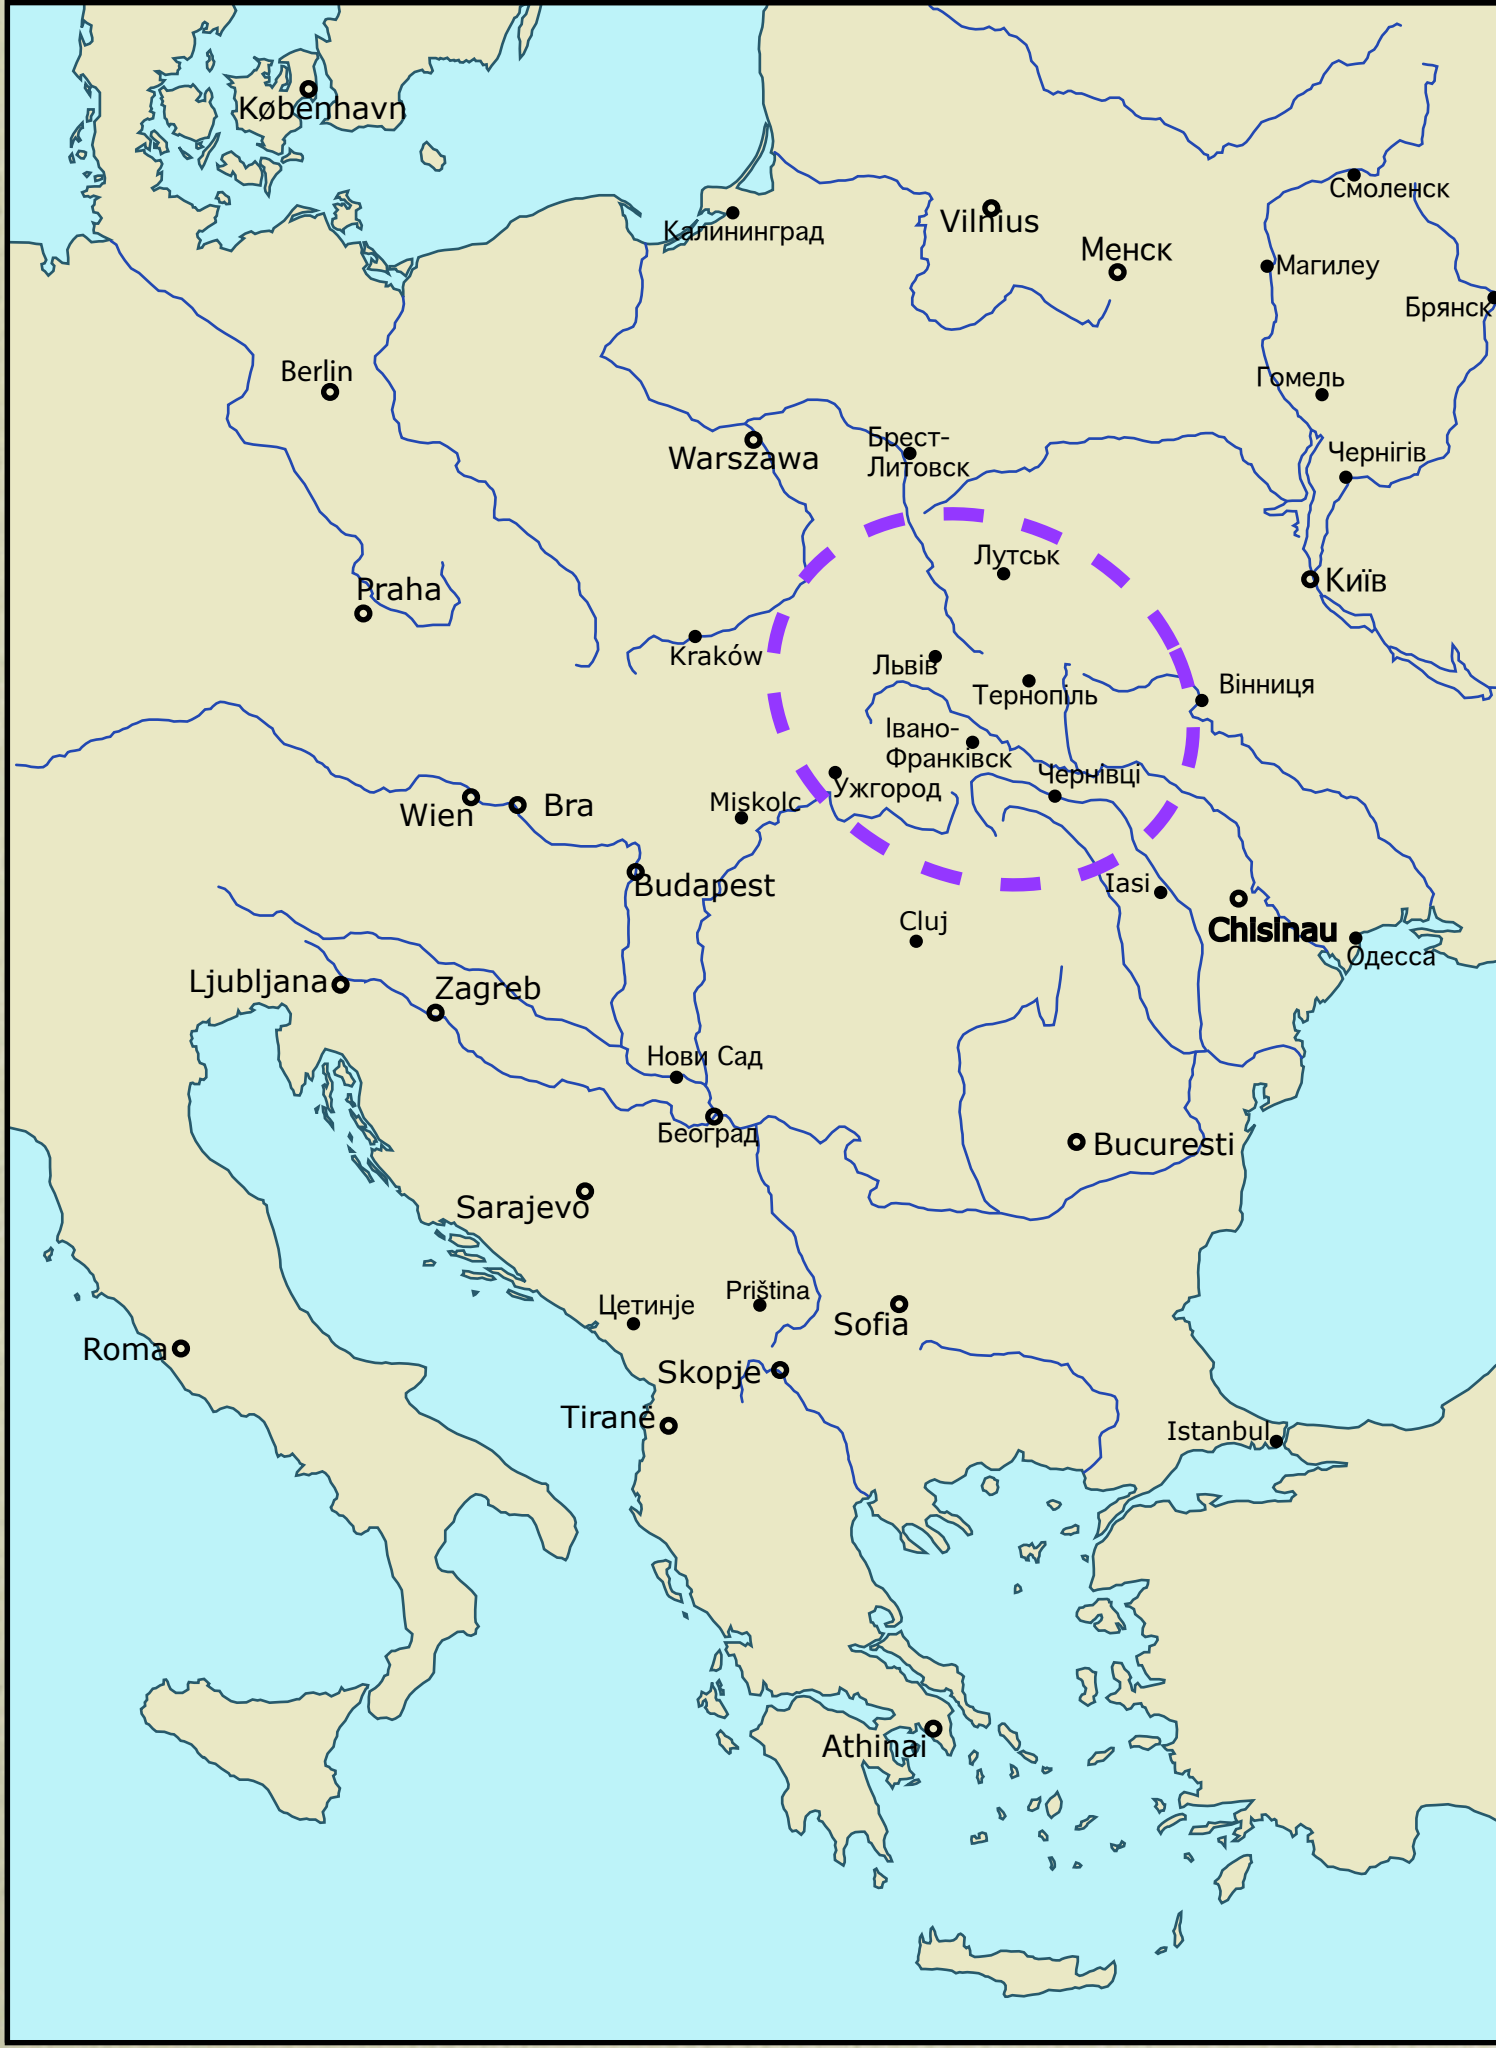 København
Смоленск
Vilnius
Калининград
Менск
Магилеу
Брянск
Berlin
Гомель
Warszawa
Брест-
Литовск
Чернігів
Лутськ
Київ
Praha
Kraków
Львів
Тернопіль
Вінниця
Івано-
Франківск
Чернівці
Ужгород
Miskolc
Wien
Bra
Budapest
Iasi
Cluj
Chisinau
Одесса
Ljubljana
Zagreb
Нови Сад
Београд
Bucuresti
Sarajevo
Priština
Цетинје
Sofia
Roma
Skopje
Tiranë
Istanbul
Athinai